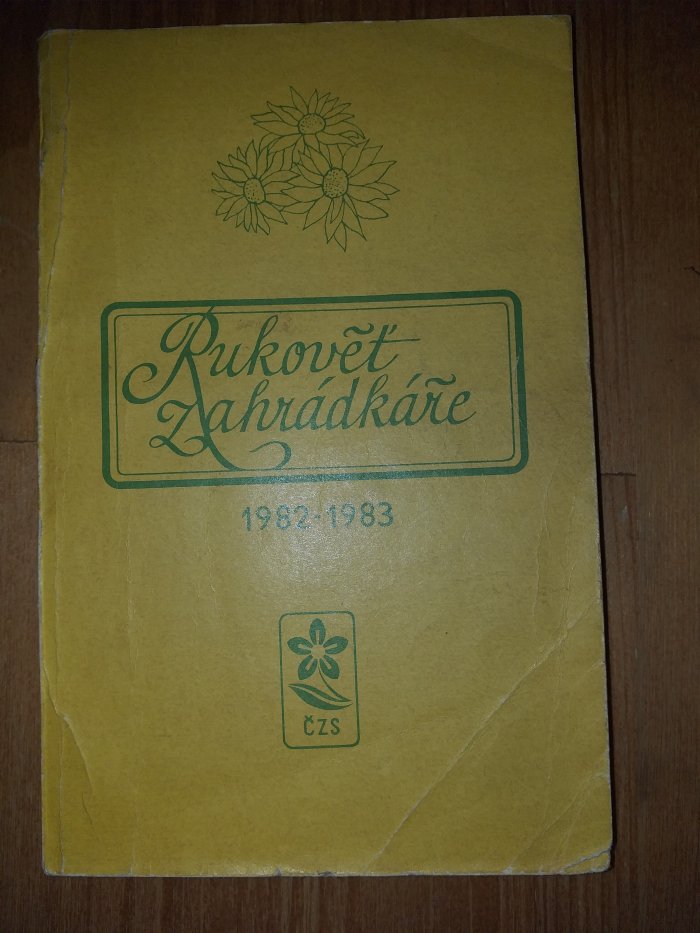 Rukověť
zahrádkáře
1982-1983
ČZS